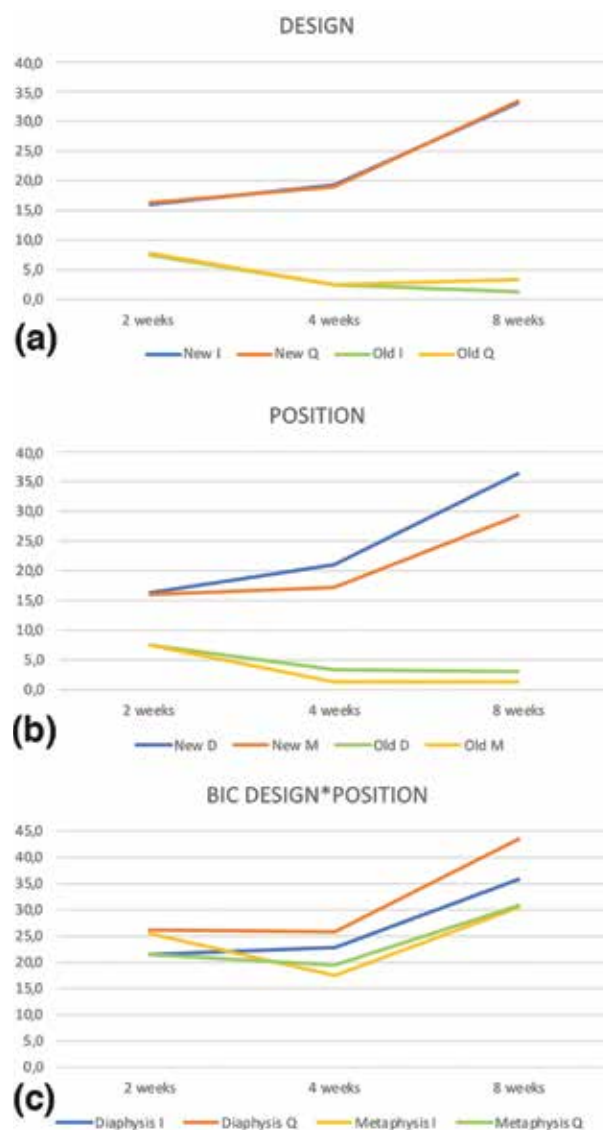 DESIGN
40,0
35,0
30,0
25,0
20,0
15,0
10,0
5,0
0,0
2 weeks 4 weeks 8 weeks
(a)
New I New Q Old I Old Q
POSITION
40,0
35,0
30,0
25,0
20,0
15,0
10,0
5,0
0,0
2 weeks 4 weeks 8 weeks
(b)
New D New M Old D Old M
BIC DESIGN*POSITION
45,0
40,0
35,0
30,0
25,0
20,0
15,0
10,0
5,0
0,0
2 weeks 4 weeks 8 weeks
(c)
Diaphysis I Diaphysis Q Metaphysis I Metaphysis Q